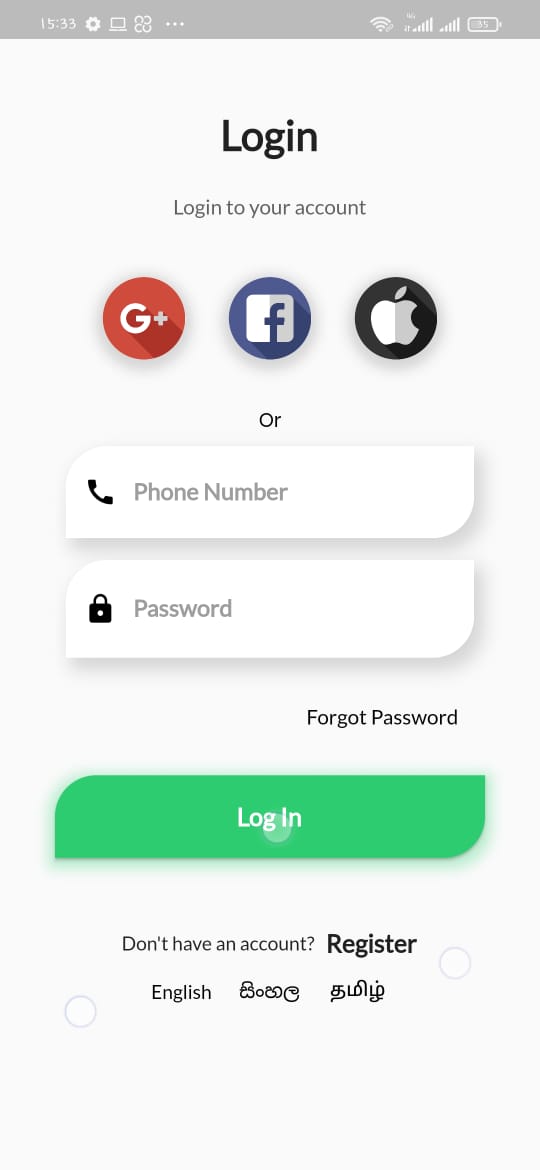 15:33 4G 35
Login
Login to your account
G+
Or
Phone Number
Password
Forgot Password
Log In
Don't have an account? Register
English සිංහල தமிழ்